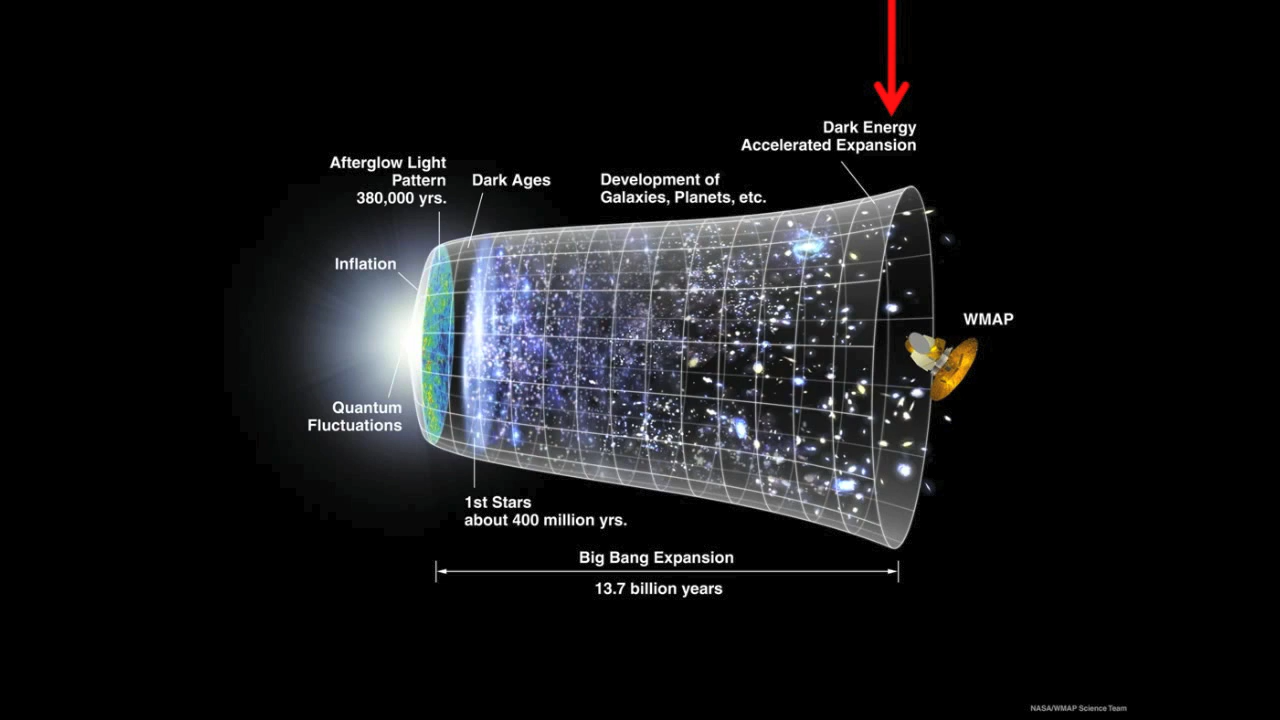 Dark Energy
Accelerated Expansion
Afterglow Light
Pattern
380,000 yrs.
Dark Ages
Development of
Galaxies, Planets, etc.
Inflation
WMAP
Quantum
Fluctuations
1st Stars
about 400 million yrs.
Big Bang Expansion
13.7 billion years
NASA/WMAP Science Team